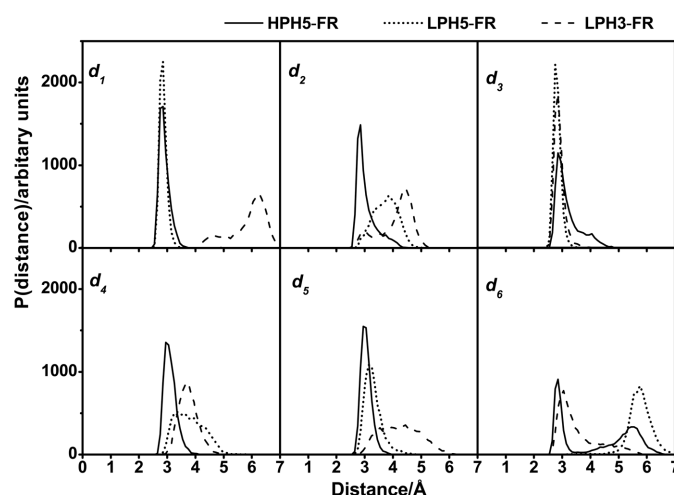 HPH5-FR LPH5-FR LPH3-FR
d1 d2 d3
2000
1000
0
d4 d5 d6
2000
1000
0
0 1 2 3 4 5 6 7 1 2 3 4 5 6 7 1 2 3 4 5 6 7
P(distance)/arbitary units
Distance/Å